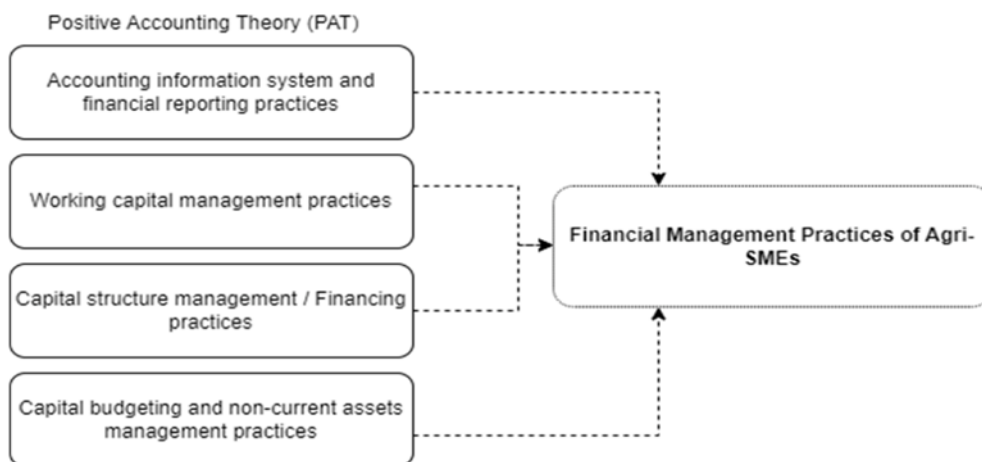 Positive Accounting Theory (PAT)
Accounting information system and
financial reporting practices
Working capital management practices
Capital structure management / Financing
practices
Capital budgeting and non-current assets
management practices
Financial Management Practices of Agri-
SMEs